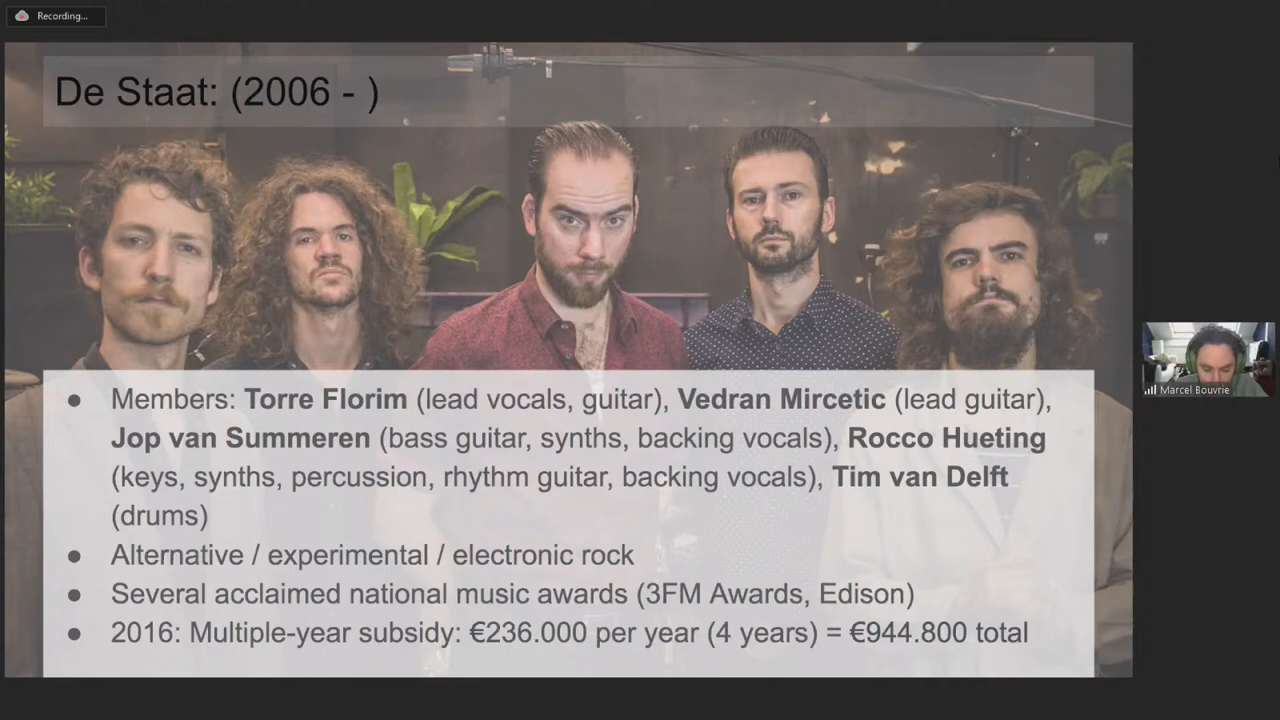 Recording...
De Staat: (2006 - )
● Members: Torre Florim (lead vocals, guitar), Vedran Mircetic (lead guitar),
Jop van Summeren (bass guitar, synths, backing vocals), Rocco Hueting
(keys, synths, percussion, rhythm guitar, backing vocals), Tim van Delft
(drums)
● Alternative / experimental / electronic rock
● Several acclaimed national music awards (3FM Awards, Edison)
● 2016: Multiple-year subsidy: €236.000 per year (4 years) = €944.800 total
Marcel Bouvrie